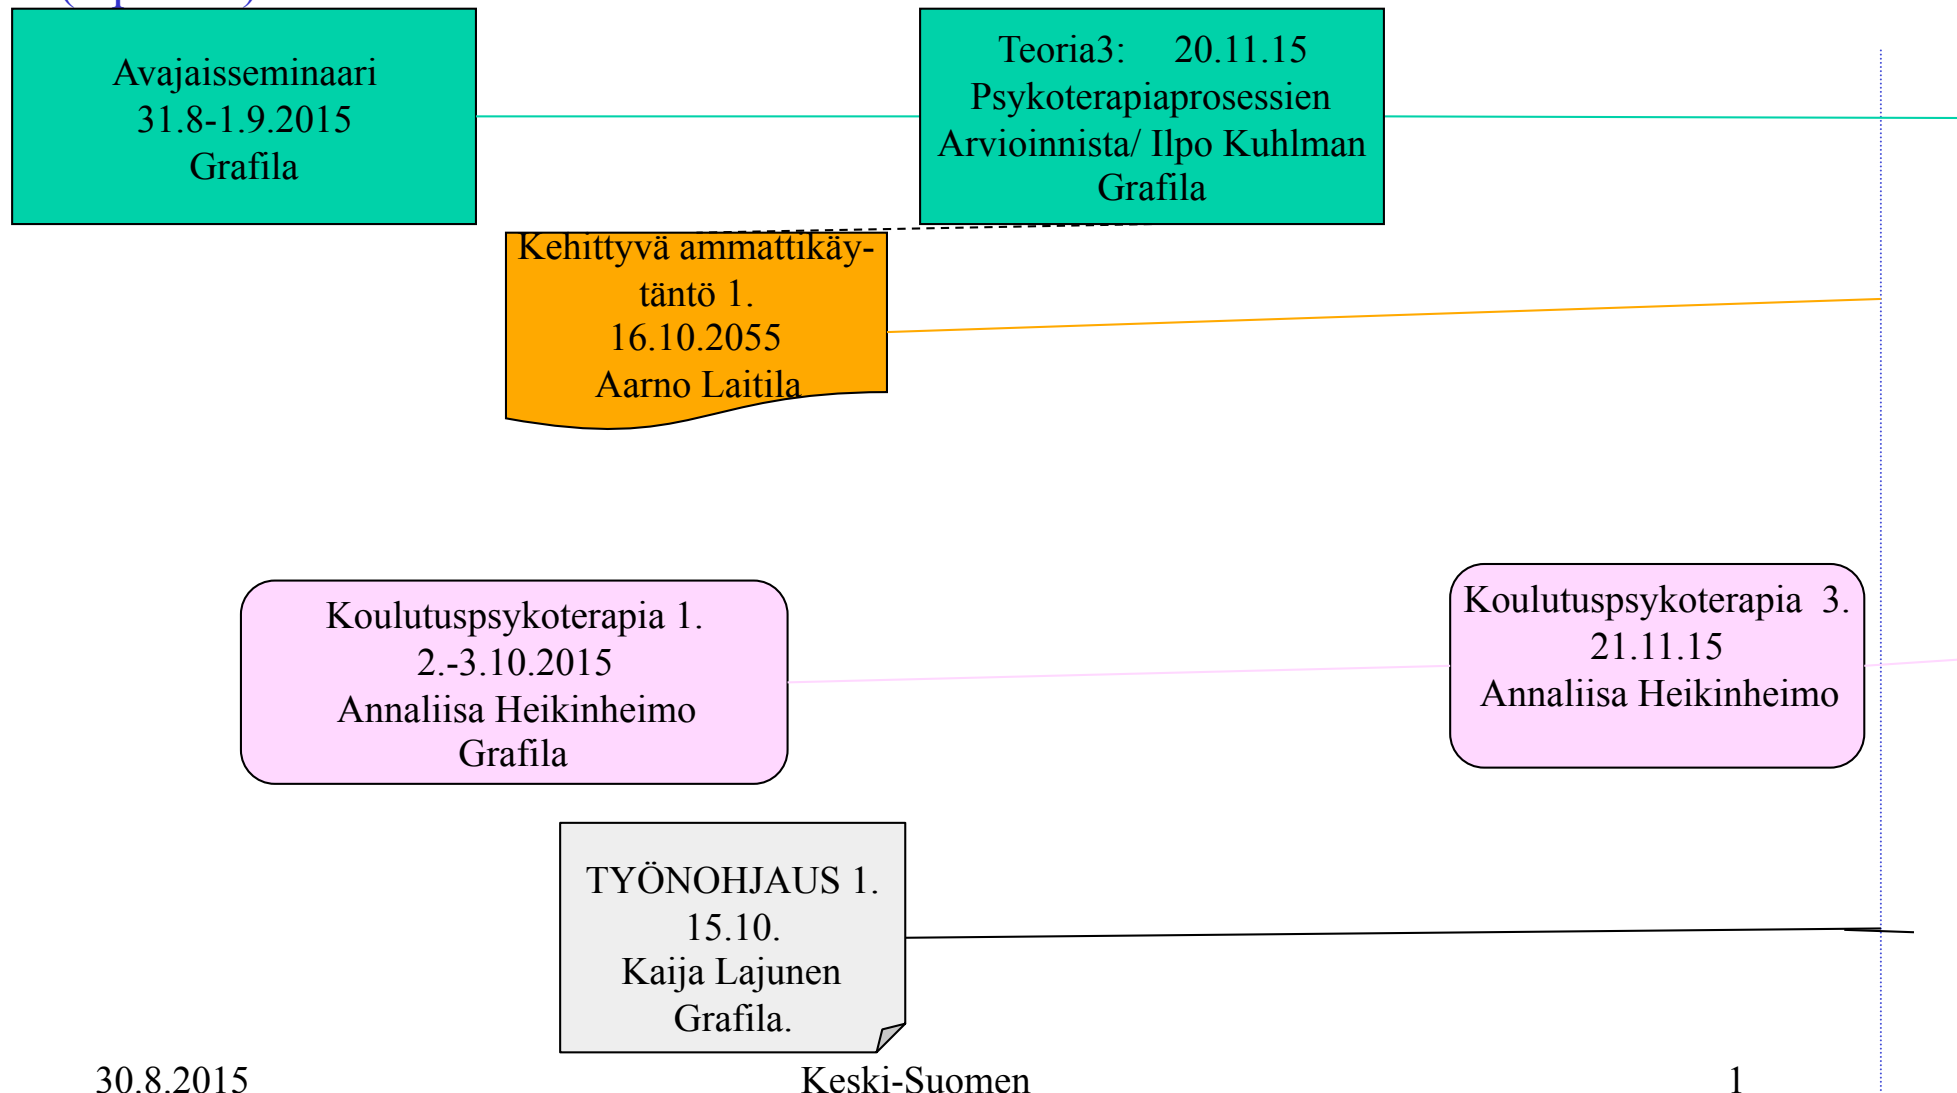 Avajaisseminaari
31.8-1.9.2015
Grafila
Teoria3: 20.11.15
Psykoterapiaprosessien
Arvioinnista/ Ilpo Kuhlman
Grafila
Kehittyvä ammattikäy-
täntö 1.
16.10.2055
Aarno Laitila
Koulutuspsykoterapia 1.
2.-3.10.2015
Annaliisa Heikinheimo
Grafila
Koulutuspsykoterapia 3.
21.11.15
Annaliisa Heikinheimo
TYÖNOHJAUS 1.
15.10.
Kaija Lajunen
Grafila.
30.8.2015
Keski-Suomen
1